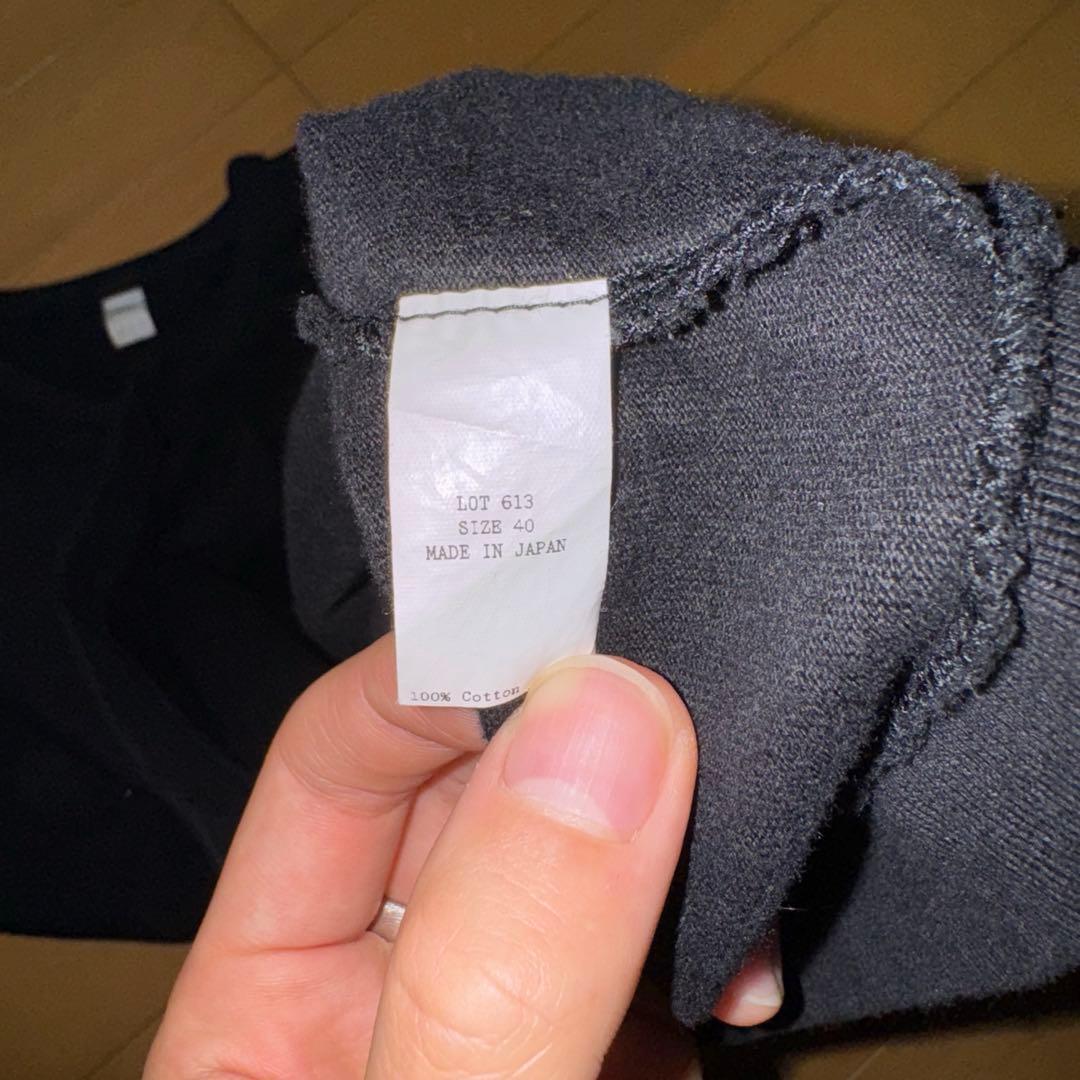 LOT 613
SIZE 40
MADE IN JAPAN
100% Cotton